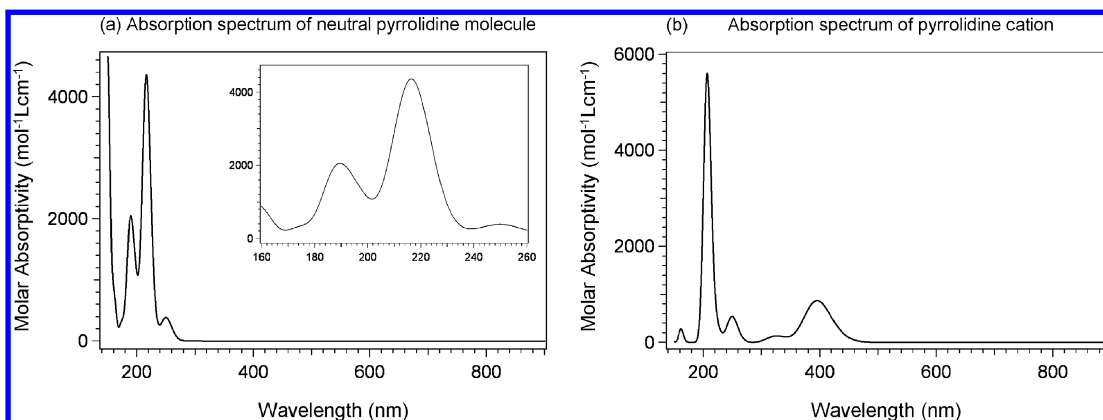 (a) Absorption spectrum of neutral pyrrolidine molecule
Molar Absorptivity (mol⁻¹Lcm⁻¹)
4000
2000
0
4000
2000
0
160 180 200 220 240 260
200 400 600 800
Wavelength (nm)
(b) Absorption spectrum of pyrrolidine cation
Molar Absorptivity (mol⁻¹Lcm⁻¹)
6000
4000
2000
0
200 400 600 800
Wavelength (nm)